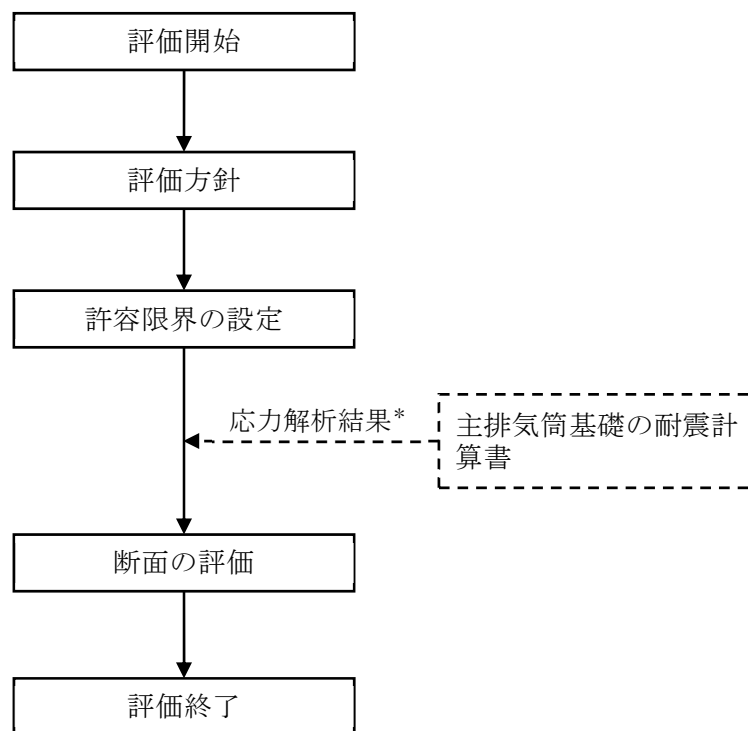 評価開始
評価方針
許容限界の設定
応力解析結果*
主排気筒基礎の耐震計
算書
断面の評価
評価終了